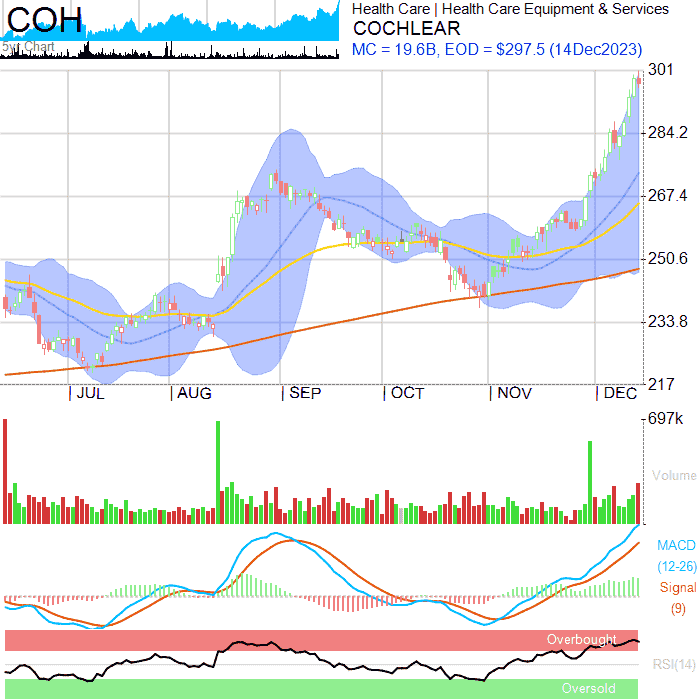 COH
5yr Chart
Health Care | Health Care Equipment & Services
COCHLEAR
MC = 19.6B, EOD = $297.5 (14Dec2023)
301
284.2
267.4
250.6
233.8
217
JUL AUG SEP OCT NOV DEC
697k
Volume
MACD
(12-26)
Signal
(9)
Overbought
RSI(14)
Oversold